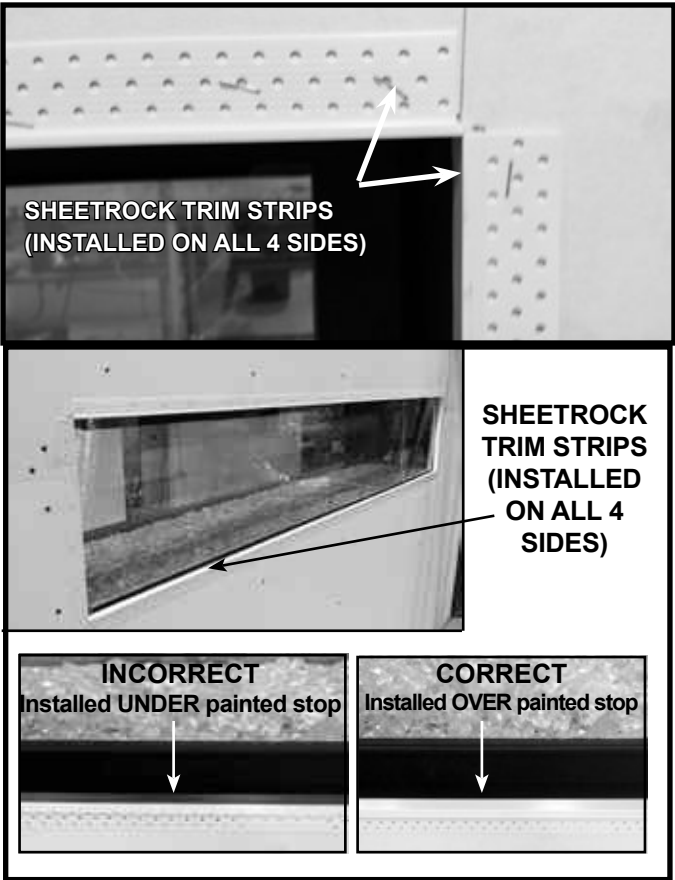 SHEETROCK TRIM STRIPS
(INSTALLED ON ALL 4 SIDES)
SHEETROCK
TRIM STRIPS
(INSTALLED
ON ALL 4
SIDES)
INCORRECT
Installed UNDER painted stop
CORRECT
Installed OVER painted stop